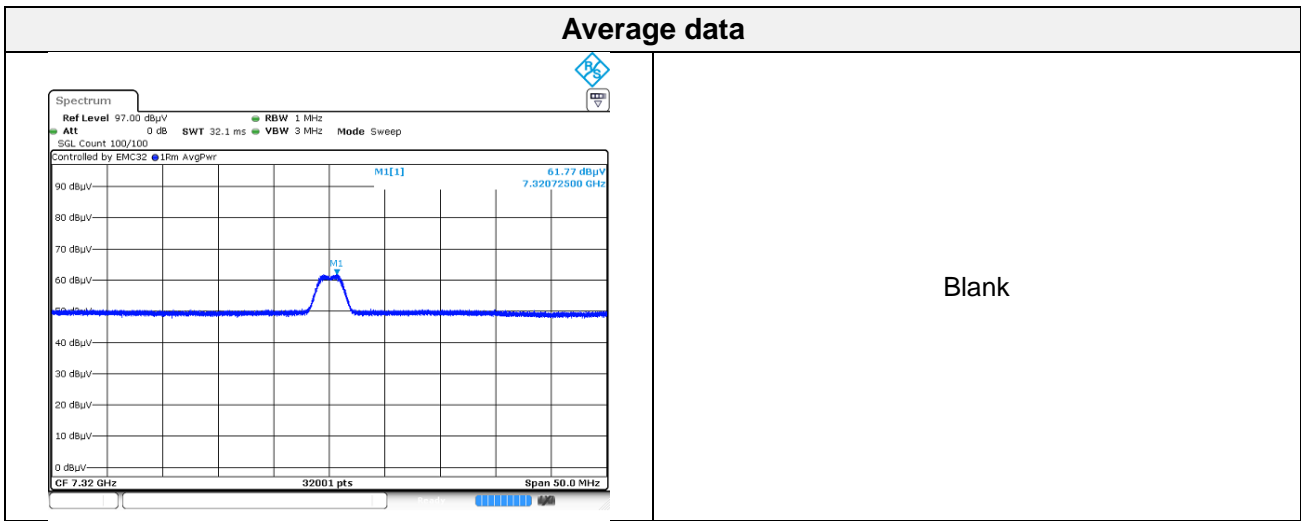 Average data
R&S
Spectrum
Ref Level 97.00 dBµV RBW 1 MHz
Att 0 dB SWT 32.1 ms VBW 3 MHz Mode Sweep
SGL Count 100/100
Controlled by EMC32 1Rm AvgPwr
M1[1] 61.77 dBµV
7.32072500 GHz
90 dBµV
80 dBµV
70 dBµV
M1
60 dBµV
50 dBµV
40 dBµV
30 dBµV
20 dBµV
10 dBµV
0 dBµV
CF 7.32 GHz 32001 pts Span 50.0 MHz
Blank